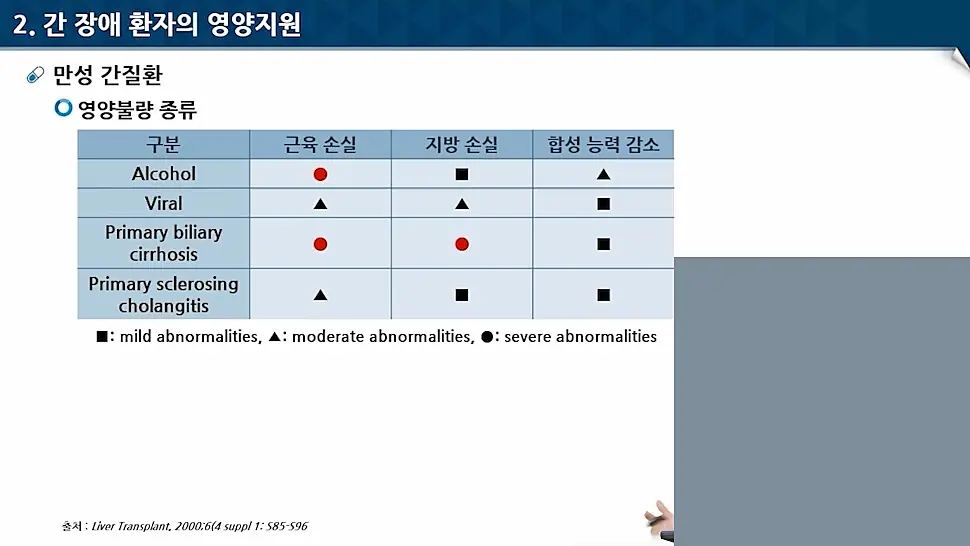 2. 간 장애 환자의 영양지원
만성 간질환
영양불량 종류
구분 근육 손실 지방 손실 합성 능력 감소
Alcohol ● ■ ▲
Viral ▲ ▲ ■
Primary biliary
cirrhosis ● ● ■
Primary sclerosing
cholangitis ▲ ■ ■
■: mild abnormalities, ▲: moderate abnormalities, ●: severe abnormalities
출처 : Liver Transplant, 2000;6(4 suppl 1: S85-S96